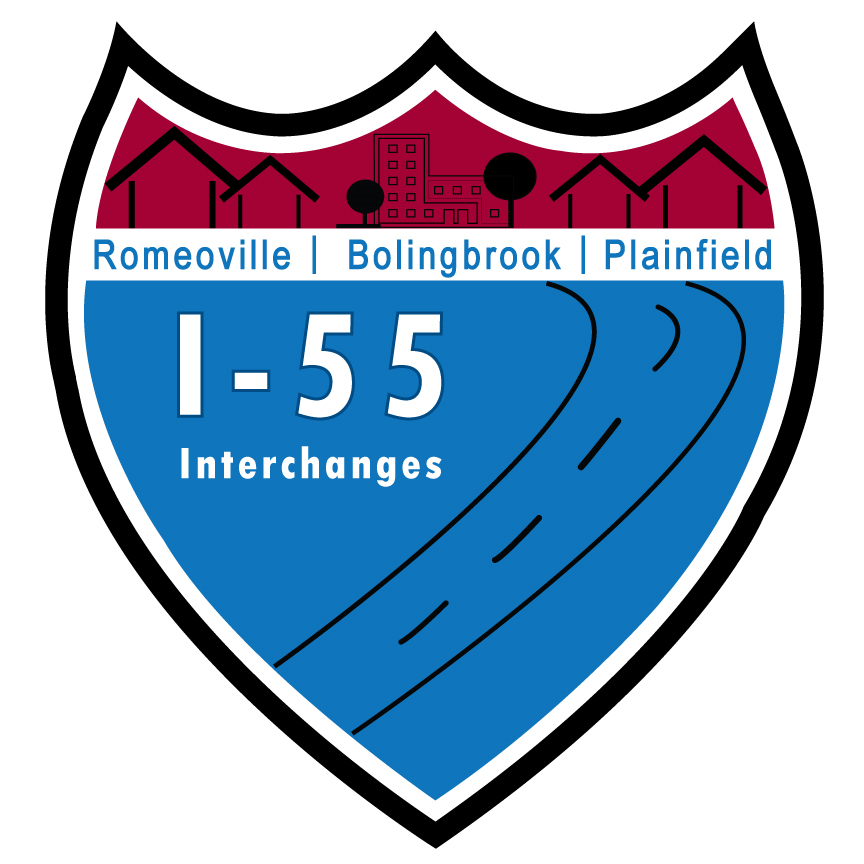 Romeoville | Bolingbrook | Plainfield
I-55
Interchanges